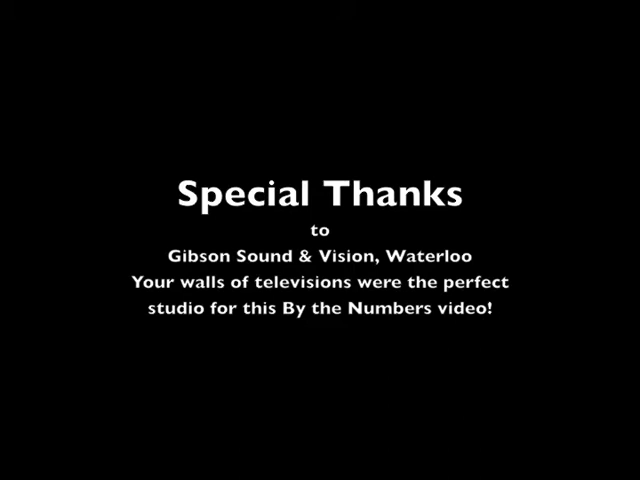 Special Thanks
to
Gibson Sound & Vision, Waterloo
Your walls of televisions were the perfect
studio for this By the Numbers video!